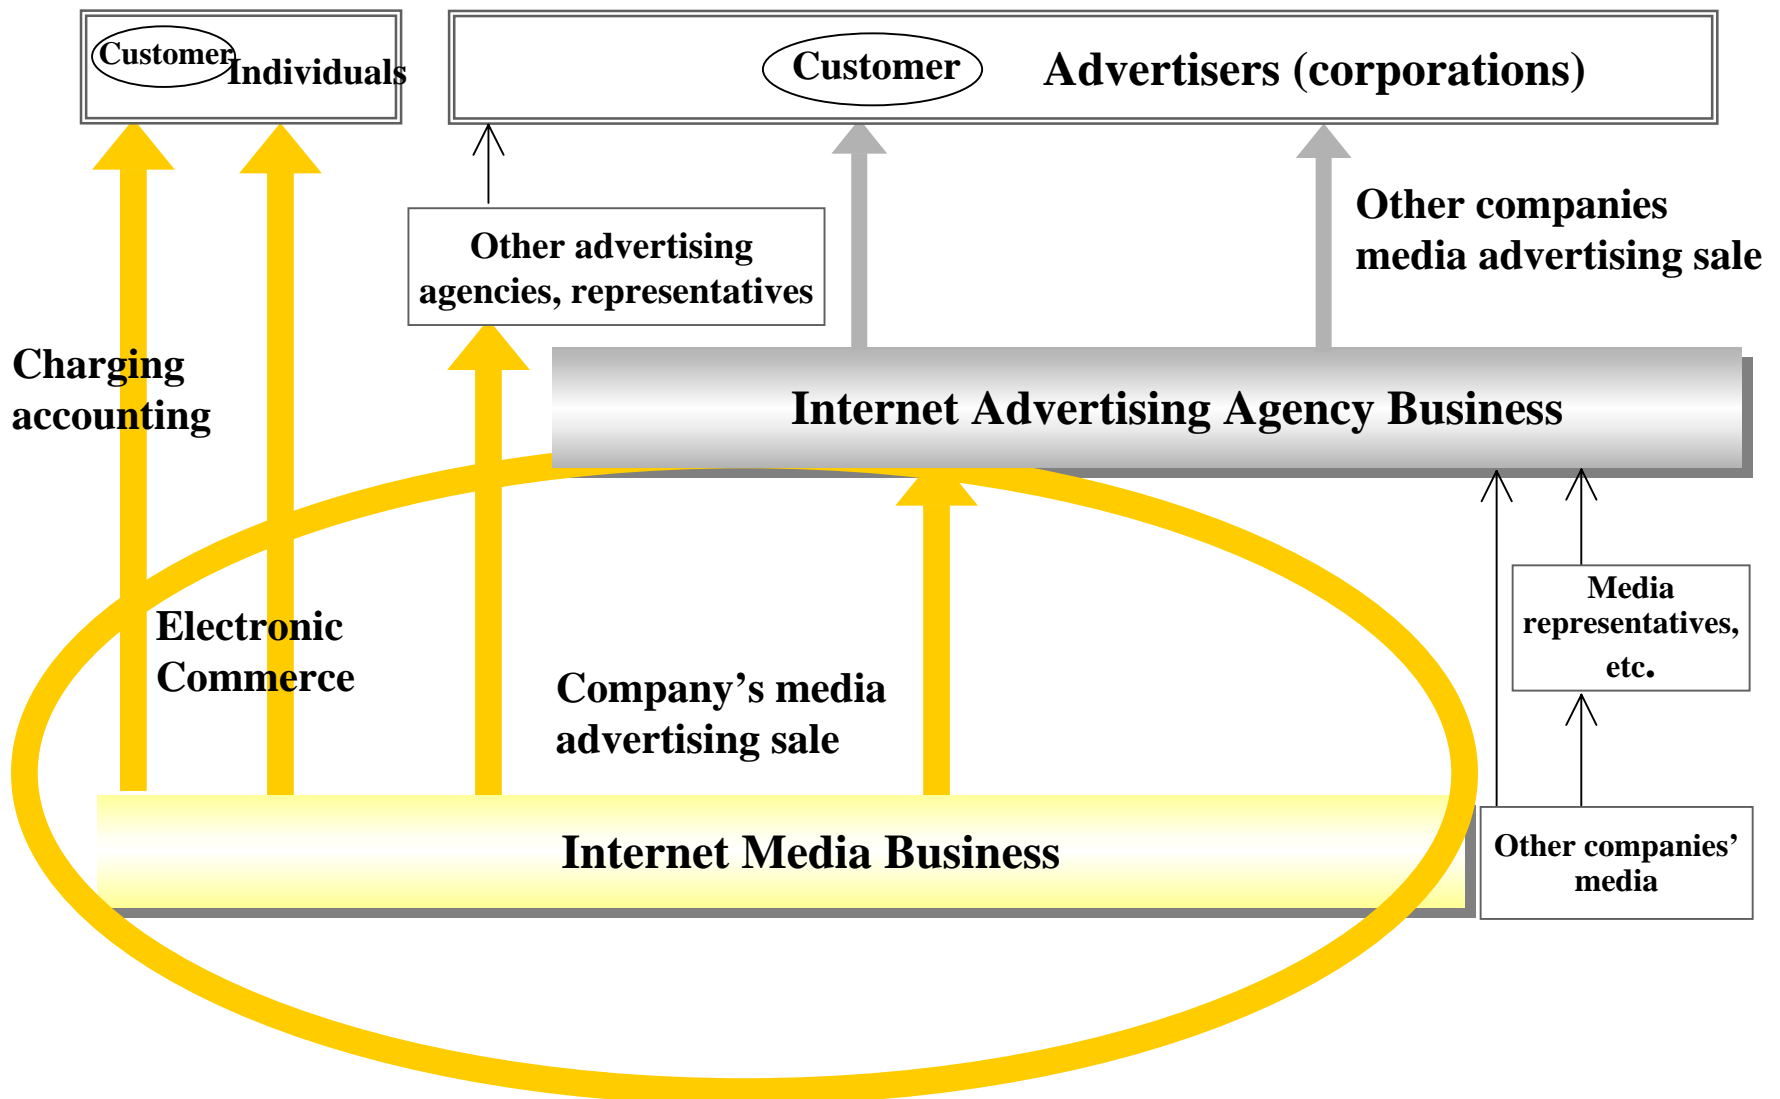 Customer
Individuals
Customer
Advertisers (corporations)
Other advertising
agencies, representatives
Other companies
media advertising sale
Charging
accounting
Internet Advertising Agency Business
Electronic
Commerce
Company’s media
advertising sale
Media
representatives,
etc.
Internet Media Business
Other companies’
media